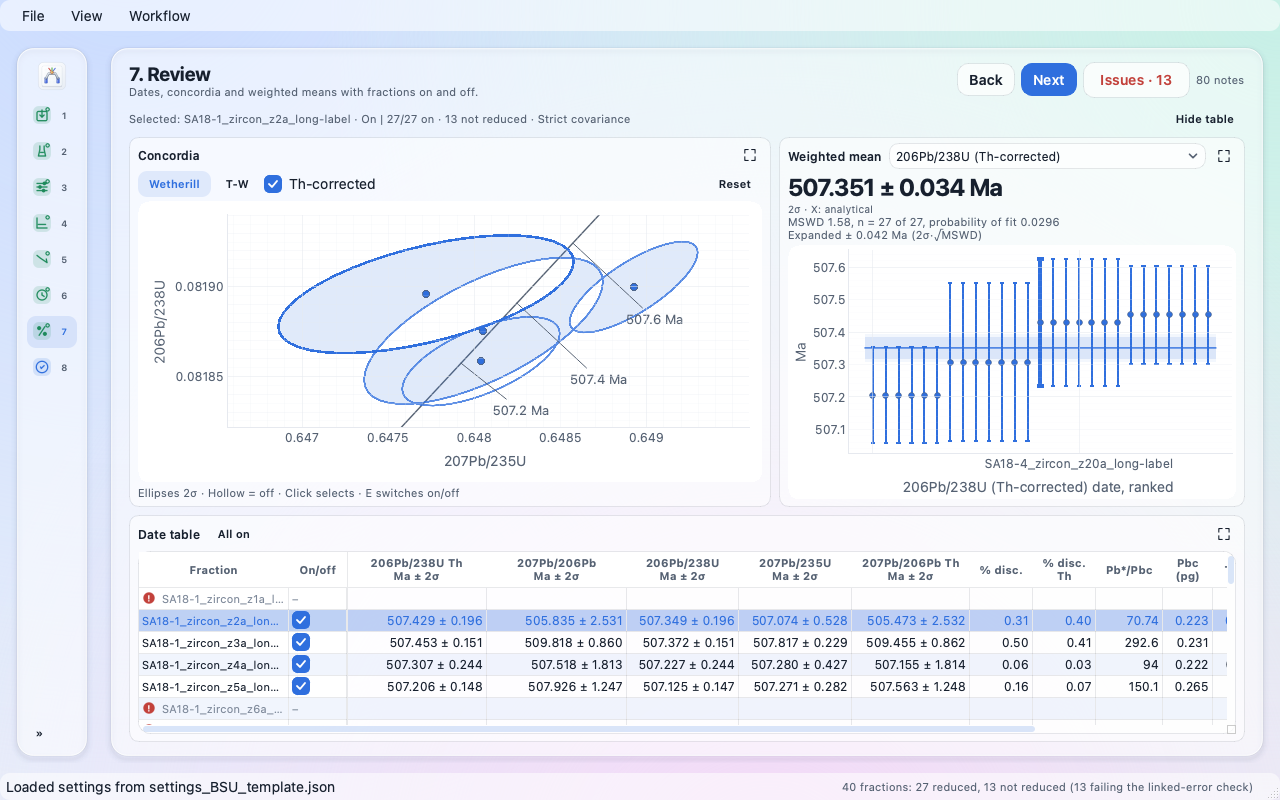 File View Workflow
7. Review
Dates, concordia and weighted means with fractions on and off.
Back Next Issues · 13 80 notes
Selected: SA18-1_zircon_z2a_long-label · On | 27/27 on · 13 not reduced · Strict covariance
Hide table
1
2
3
4
5
6
7
8
»
Concordia
Wetherill T-W Th-corrected Reset
0.08190
0.08185
206Pb/238U
507.6 Ma
507.4 Ma
507.2 Ma
0.647 0.6475 0.648 0.6485 0.649
207Pb/235U
Ellipses 2σ · Hollow = off · Click selects · E switches on/off
Weighted mean 206Pb/238U (Th-corrected)
507.351 ± 0.034 Ma
2σ · X: analytical
MSWD 1.58, n = 27 of 27, probability of fit 0.0296
Expanded ± 0.042 Ma (2σ·√MSWD)
507.6
507.5
507.4
507.3
507.2
507.1
Ma
SA18-4_zircon_z20a_long-label
206Pb/238U (Th-corrected) date, ranked
Date table All on
Fraction On/off 206Pb/238U Th Ma ± 2σ 207Pb/206Pb Ma ± 2σ 206Pb/238U Ma ± 2σ 207Pb/235U Ma ± 2σ 207Pb/206Pb Th Ma ± 2σ % disc. % disc. Th Pb*/Pbc Pbc (pg)
SA18-1_zircon_z1a_l... –
SA18-1_zircon_z2a_lon... 507.429 ± 0.196 505.835 ± 2.531 507.349 ± 0.196 507.074 ± 0.528 505.473 ± 2.532 0.31 0.40 70.74 0.223
SA18-1_zircon_z3a_lon... 507.453 ± 0.151 509.818 ± 0.860 507.372 ± 0.151 507.817 ± 0.229 509.455 ± 0.862 0.50 0.41 292.6 0.231
SA18-1_zircon_z4a_lon... 507.307 ± 0.244 507.518 ± 1.813 507.227 ± 0.244 507.280 ± 0.427 507.155 ± 1.814 0.06 0.03 94 0.222
SA18-1_zircon_z5a_lon... 507.206 ± 0.148 507.926 ± 1.247 507.125 ± 0.147 507.271 ± 0.282 507.563 ± 1.248 0.16 0.07 150.1 0.265
SA18-1_zircon_z6a_... –
Loaded settings from settings_BSU_template.json
40 fractions: 27 reduced, 13 not reduced (13 failing the linked-error check)